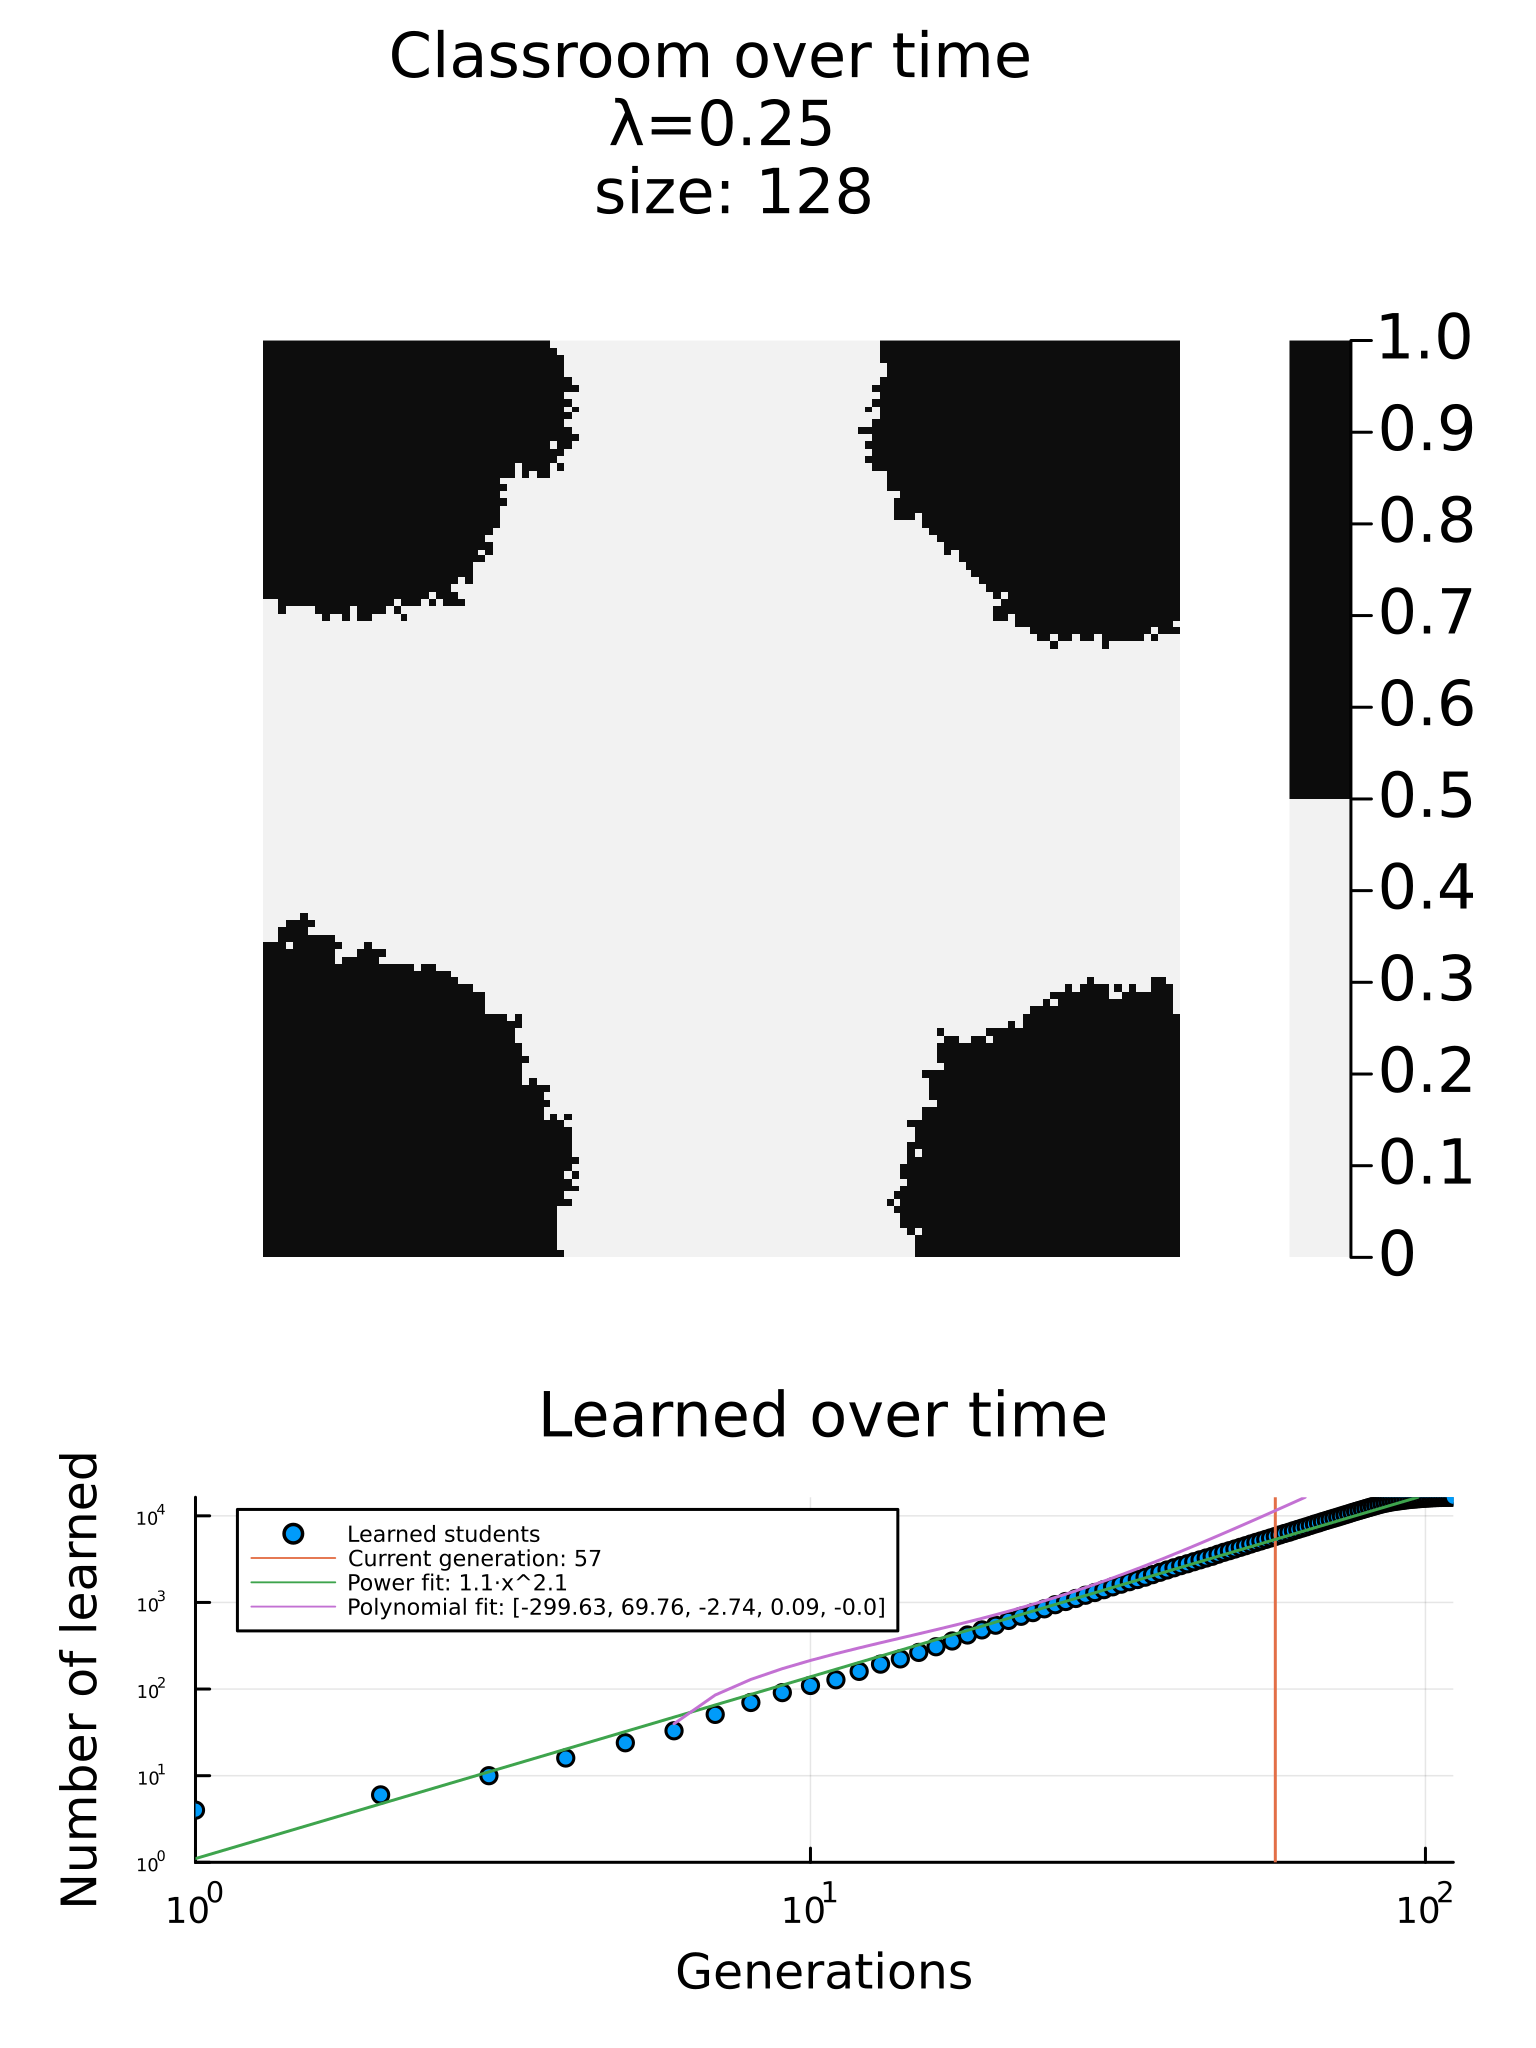 Classroom over time
λ=0.25
size: 128
1.0
0.9
0.8
0.7
0.6
0.5
0.4
0.3
0.2
0.1
0
Learned over time
Number of learned
10^4
10^3
10^2
10^1
10^0
Learned students
Current generation: 57
Power fit: 1.1·x^2.1
Polynomial fit: [-299.63, 69.76, -2.74, 0.09, -0.0]
10^0 10^1 10^2
Generations